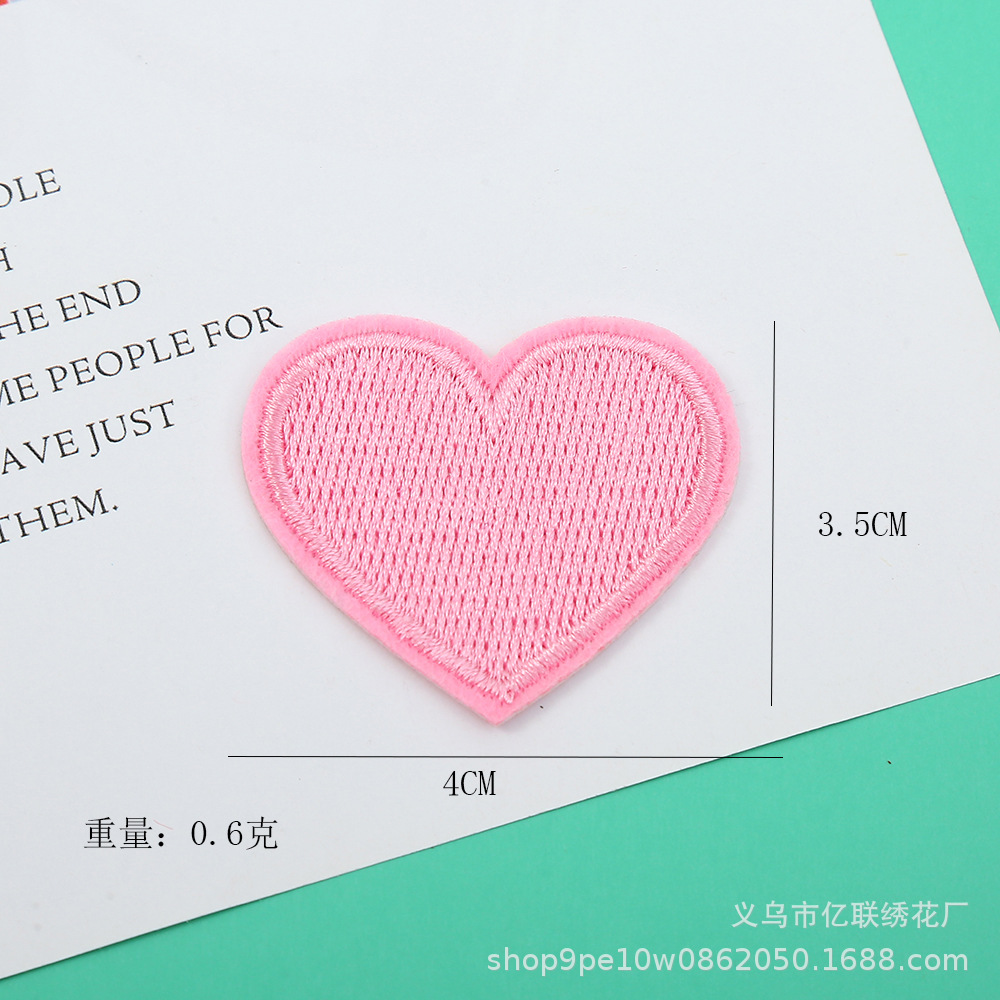 OLE
H
HE END
ME PEOPLE FOR
AVE JUST
THEM.
3.5CM
4CM
重量：0.6克
义乌市亿联绣花厂
shop9pe10w0862050.1688.com